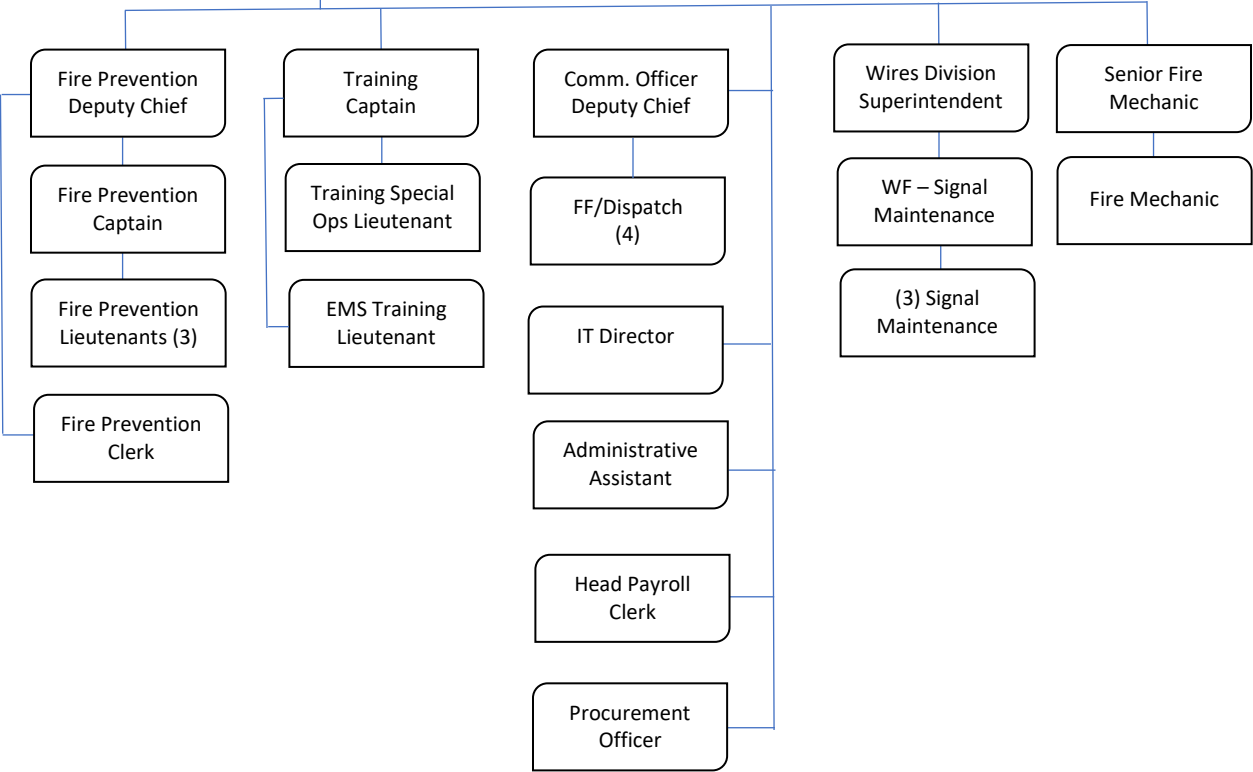 Fire Prevention
Deputy Chief
Fire Prevention
Captain
Fire Prevention
Lieutenants (3)
Fire Prevention
Clerk
Training
Captain
Training Special
Ops Lieutenant
EMS Training
Lieutenant
Comm. Officer
Deputy Chief
FF/Dispatch
(4)
IT Director
Administrative
Assistant
Head Payroll
Clerk
Procurement
Officer
Wires Division
Superintendent
WF – Signal
Maintenance
(3) Signal
Maintenance
Senior Fire
Mechanic
Fire Mechanic